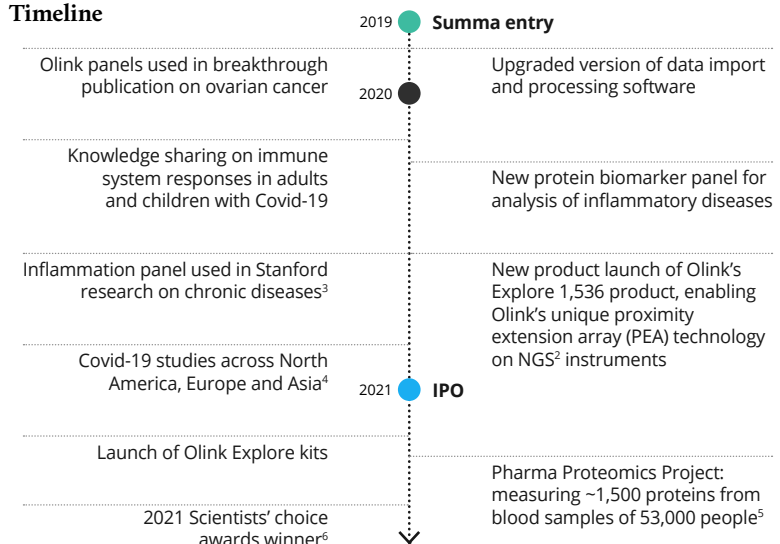 Timeline
2019 Summa entry
Olink panels used in breakthrough
publication on ovarian cancer
2020
Upgraded version of data import
and processing software
Knowledge sharing on immune
system responses in adults
and children with Covid-19
New protein biomarker panel for
analysis of inflammatory diseases
Inflammation panel used in Stanford
research on chronic diseases³
New product launch of Olink’s
Explore 1,536 product, enabling
Olink’s unique proximity
extension array (PEA) technology
on NGS² instruments
Covid-19 studies across North
America, Europe and Asia⁴
2021 IPO
Launch of Olink Explore kits
Pharma Proteomics Project:
measuring ~1,500 proteins from
blood samples of 53,000 people⁵
2021 Scientists’ choice
awards winner⁶